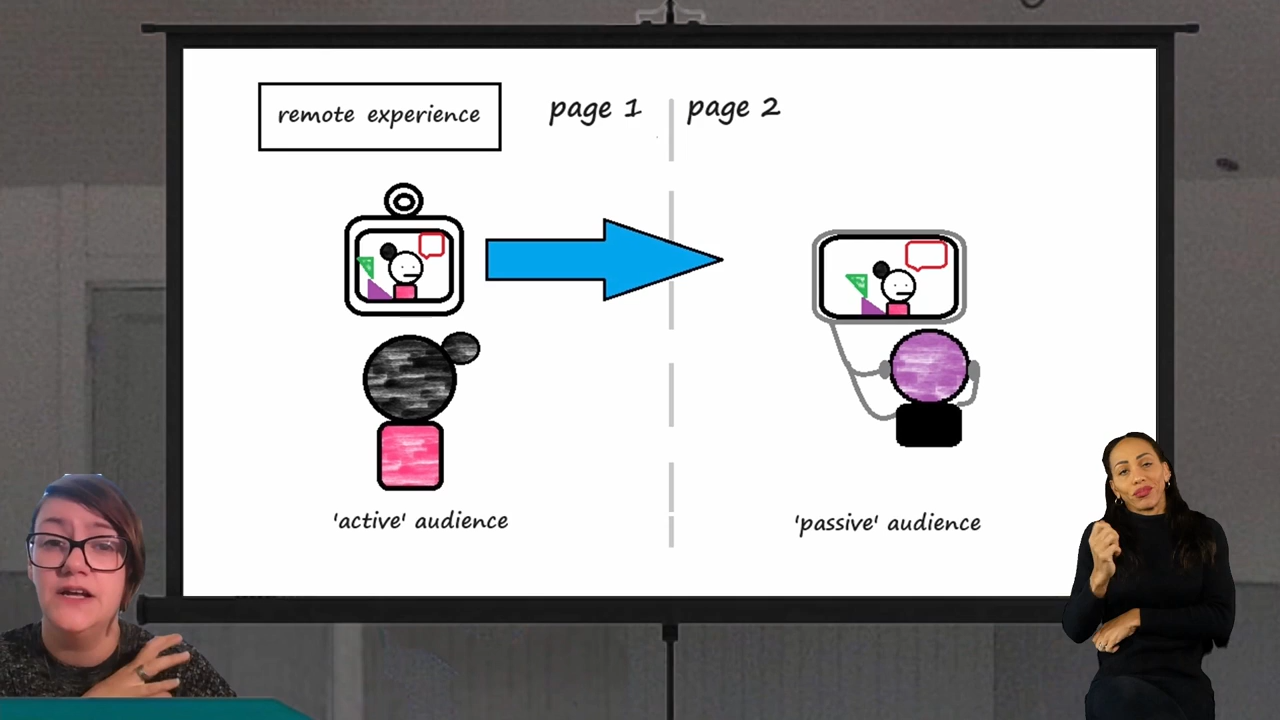 remote experience
page 1
page 2
'active' audience
'passive' audience